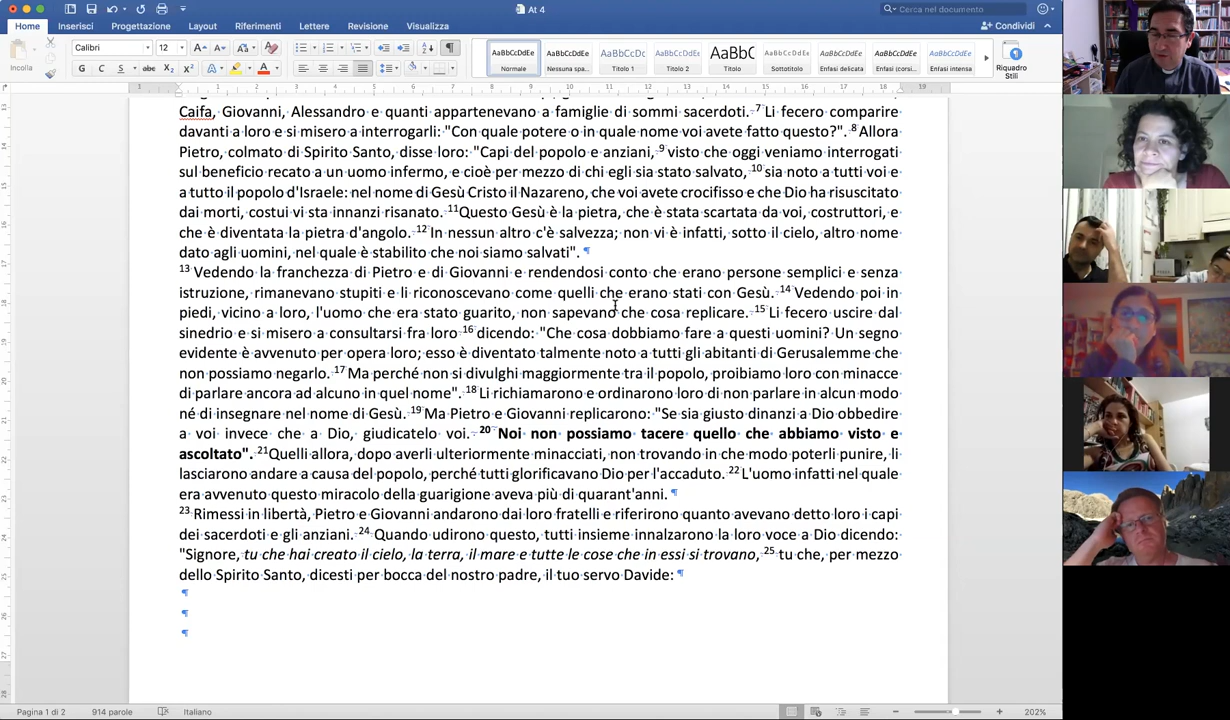 At 4
Cerca nel documento
Home Inserisci Progettazione Layout Riferimenti Lettere Revisione Visualizza
Condividi
Incolla
Calibri 12
G C S abc X₂ X²
AaBbCcDdEe AaBbCcDdEe AaBbCcDc AaBbCcDdEe AaBbC AaBbCcDdEe AaBbCcDdEe AaBbCcDdEe AaBbCcDdEe
Normale Nessuna spa... Titolo 1 Titolo 2 Titolo Sottotitolo Enfasi delicata Enfasi (corsi... Enfasi intensa
Riquadro
Stili
Caifa, Giovanni, Alessandro e quanti appartenevano a famiglie di sommi sacerdoti. 7 Li fecero comparire
davanti a loro e si misero a interrogarli: "Con quale potere o in quale nome voi avete fatto questo?". 8 Allora
Pietro, colmato di Spirito Santo, disse loro: "Capi del popolo e anziani, 9 visto che oggi veniamo interrogati
sul beneficio recato a un uomo infermo, e cioè per mezzo di chi egli sia stato salvato, 10 sia noto a tutti voi e
a tutto il popolo d'Israele: nel nome di Gesù Cristo il Nazareno, che voi avete crocifisso e che Dio ha risuscitato
dai morti, costui vi sta innanzi risanato. 11 Questo Gesù è la pietra, che è stata scartata da voi, costruttori, e
che è diventata la pietra d'angolo. 12 In nessun altro c'è salvezza; non vi è infatti, sotto il cielo, altro nome
dato agli uomini, nel quale è stabilito che noi siamo salvati". ¶
13 Vedendo la franchezza di Pietro e di Giovanni e rendendosi conto che erano persone semplici e senza
istruzione, rimanevano stupiti e li riconoscevano come quelli che erano stati con Gesù. 14 Vedendo poi in
piedi, vicino a loro, l'uomo che era stato guarito, non sapevano che cosa replicare. 15 Li fecero uscire dal
sinedrio e si misero a consultarsi fra loro 16 dicendo: "Che cosa dobbiamo fare a questi uomini? Un segno
evidente è avvenuto per opera loro; esso è diventato talmente noto a tutti gli abitanti di Gerusalemme che
non possiamo negarlo. 17 Ma perché non si divulghi maggiormente tra il popolo, proibiamo loro con minacce
di parlare ancora ad alcuno in quel nome". 18 Li richiamarono e ordinarono loro di non parlare in alcun modo
né di insegnare nel nome di Gesù. 19 Ma Pietro e Giovanni replicarono: "Se sia giusto dinanzi a Dio obbedire
a voi invece che a Dio, giudicatelo voi. 20 Noi non possiamo tacere quello che abbiamo visto e
ascoltato". 21 Quelli allora, dopo averli ulteriormente minacciati, non trovando in che modo poterli punire, li
lasciarono andare a causa del popolo, perché tutti glorificavano Dio per l'accaduto. 22 L'uomo infatti nel quale
era avvenuto questo miracolo della guarigione aveva più di quarant'anni. ¶
23 Rimessi in libertà, Pietro e Giovanni andarono dai loro fratelli e riferirono quanto avevano detto loro i capi
dei sacerdoti e gli anziani. 24 Quando udirono questo, tutti insieme innalzarono la loro voce a Dio dicendo:
"Signore, tu che hai creato il cielo, la terra, il mare e tutte le cose che in essi si trovano, 25 tu che, per mezzo
dello Spirito Santo, dicesti per bocca del nostro padre, il tuo servo Davide: ¶
¶
¶
¶
Pagina 1 di 2 914 parole Italiano 202%